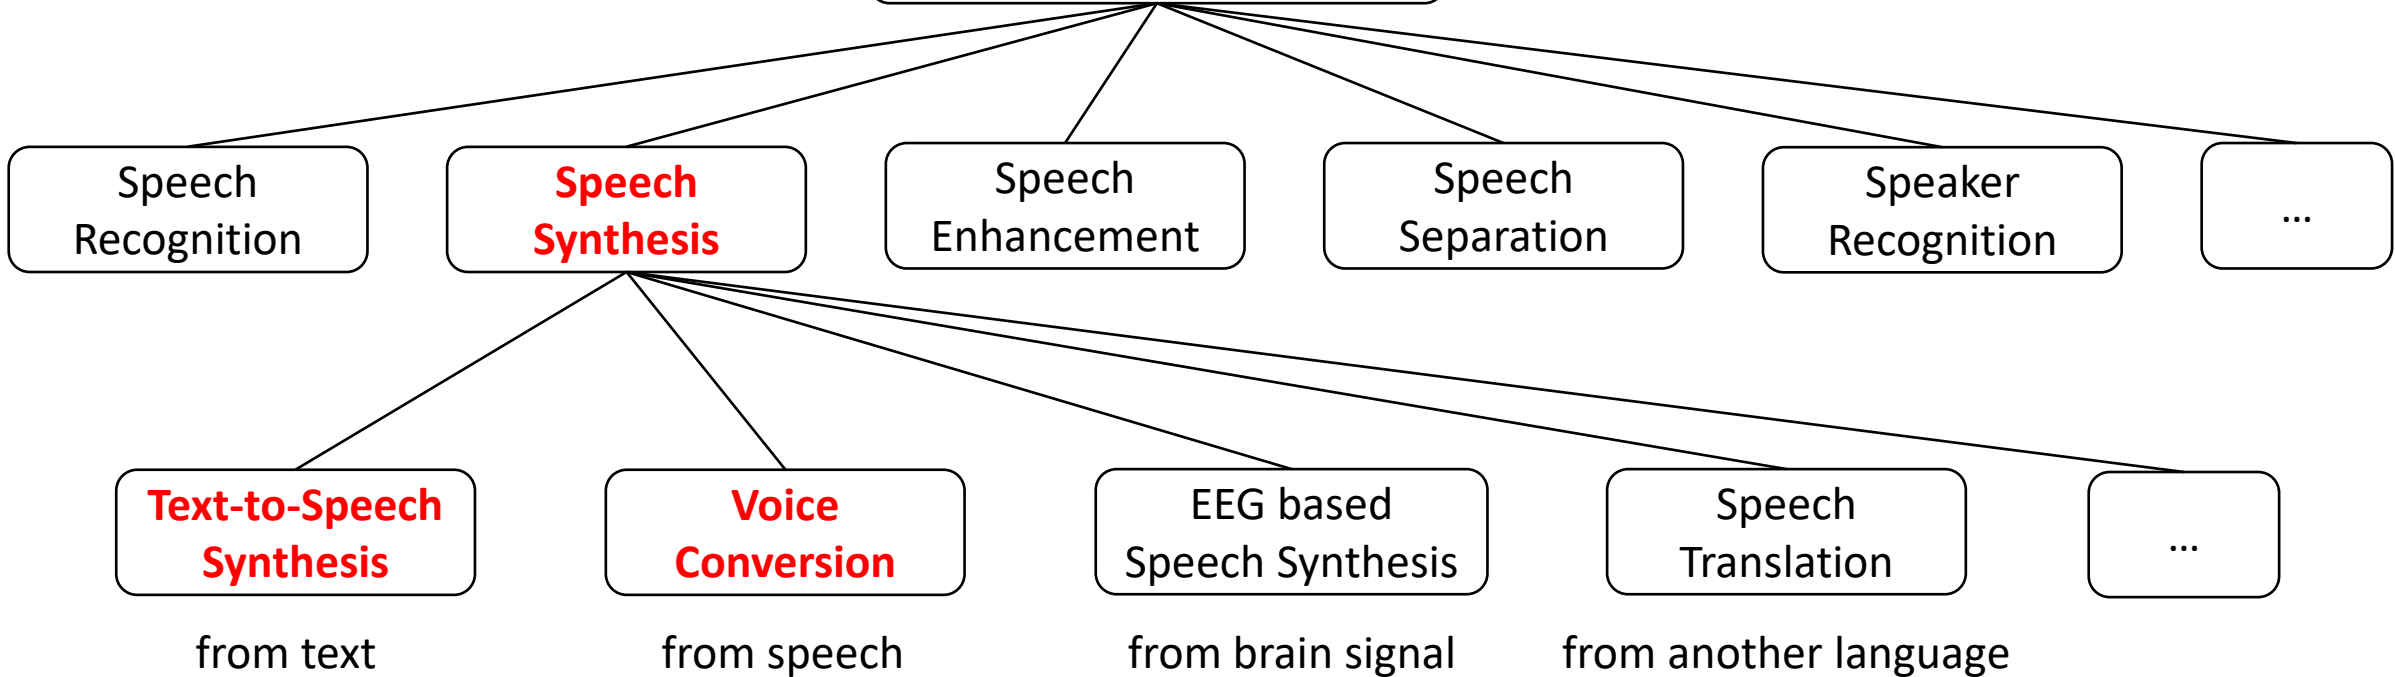 Speech
Recognition
Speech
Synthesis
Speech
Enhancement
Speech
Separation
Speaker
Recognition
...
Text-to-Speech
Synthesis
Voice
Conversion
EEG based
Speech Synthesis
Speech
Translation
...
from text
from speech
from brain signal
from another language